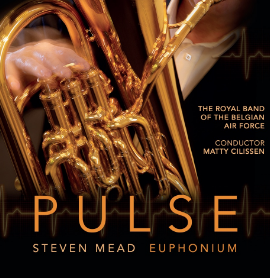 THE ROYAL BAND
OF THE BELGIAN
AIR FORCE
CONDUCTOR
MATTY CILISSEN
PULSE
STEVEN MEAD EUPHONIUM